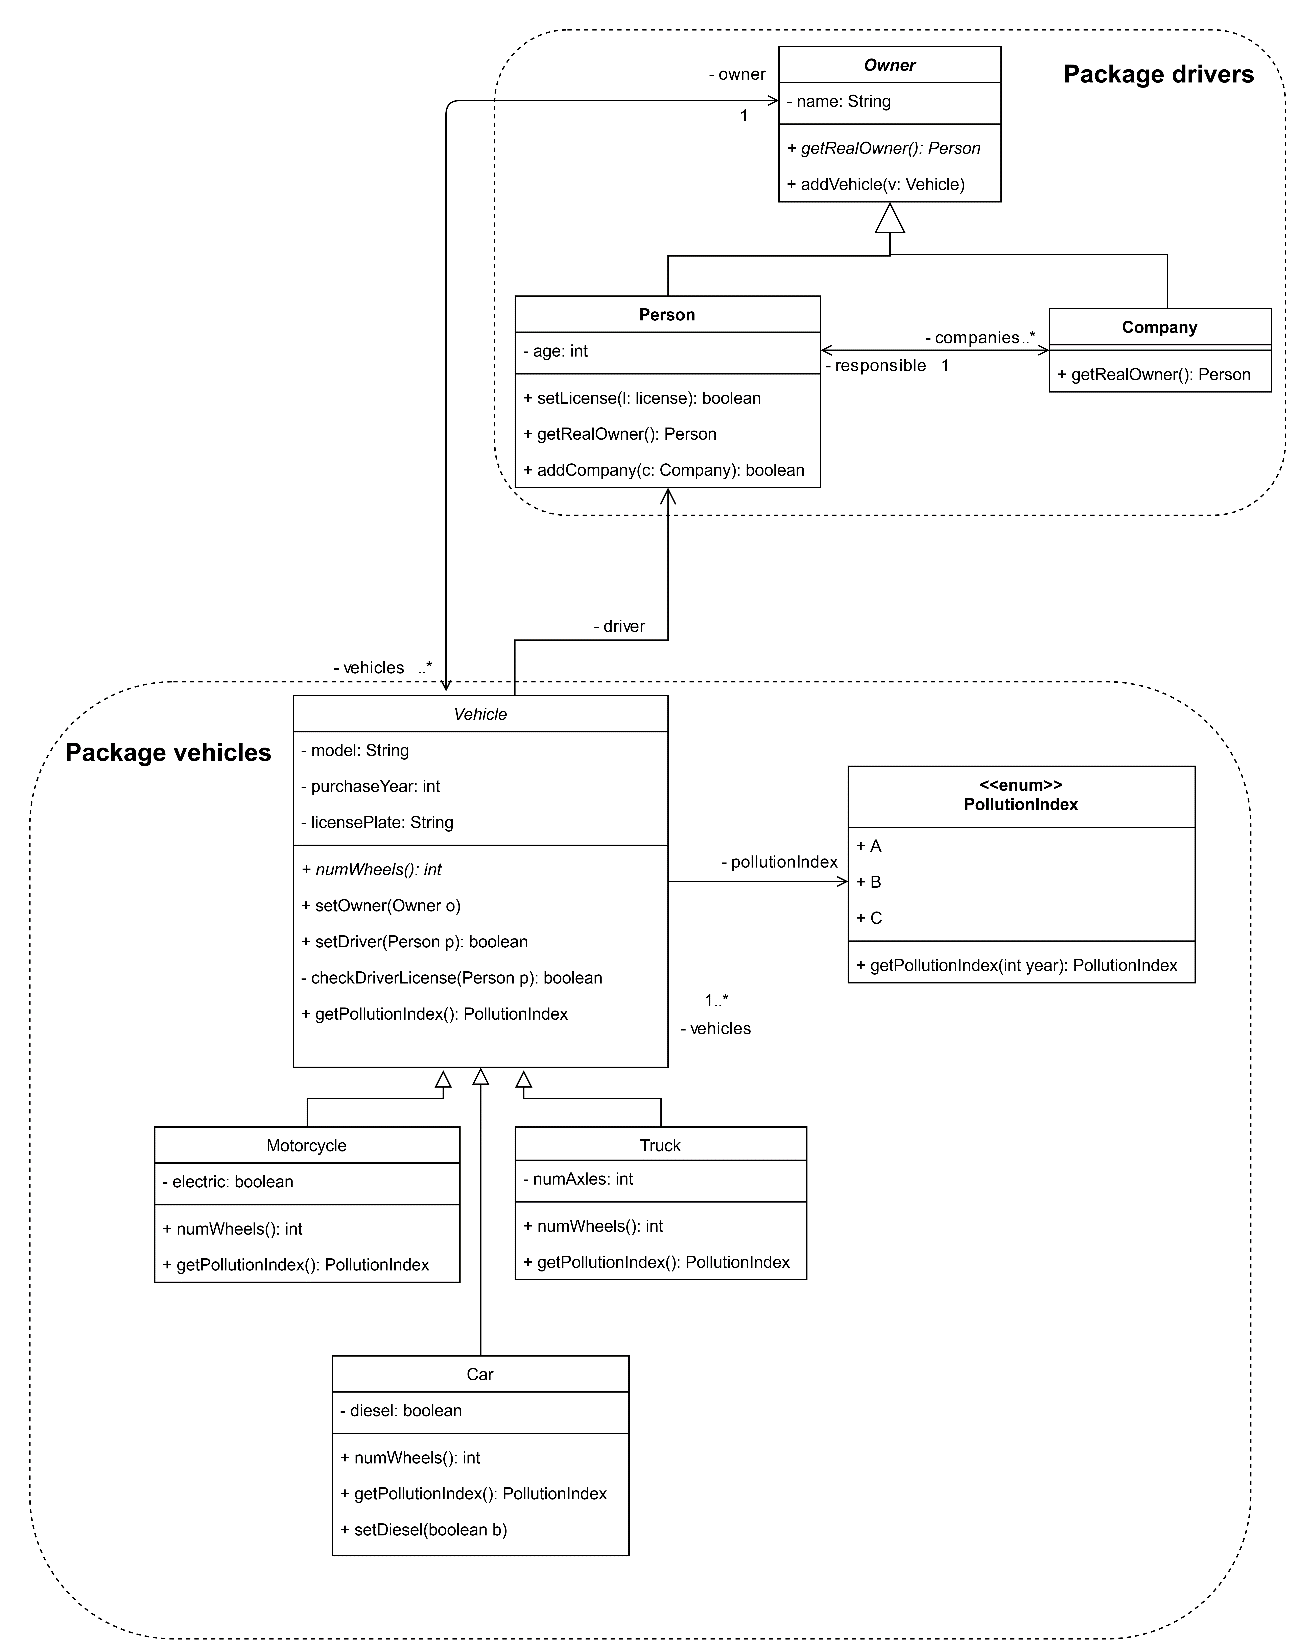 Package drivers
Owner
- name: String
+ getRealOwner(): Person
+ addVehicle(v: Vehicle)
- owner
1
Person
- age: int
+ setLicense(l: license): boolean
+ getRealOwner(): Person
+ addCompany(c: Company): boolean
- companies..*
- responsible 1
Company
+ getRealOwner(): Person
- driver
- vehicles ..*
Package vehicles
Vehicle
- model: String
- purchaseYear: int
- licensePlate: String
+ numWheels(): int
+ setOwner(Owner o)
+ setDriver(Person p): boolean
- checkDriverLicense(Person p): boolean
+ getPollutionIndex(): PollutionIndex
- pollutionIndex
<<enum>>
PollutionIndex
+ A
+ B
+ C
+ getPollutionIndex(int year): PollutionIndex
1..*
- vehicles
Motorcycle
- electric: boolean
+ numWheels(): int
+ getPollutionIndex(): PollutionIndex
Truck
- numAxles: int
+ numWheels(): int
+ getPollutionIndex(): PollutionIndex
Car
- diesel: boolean
+ numWheels(): int
+ getPollutionIndex(): PollutionIndex
+ setDiesel(boolean b)